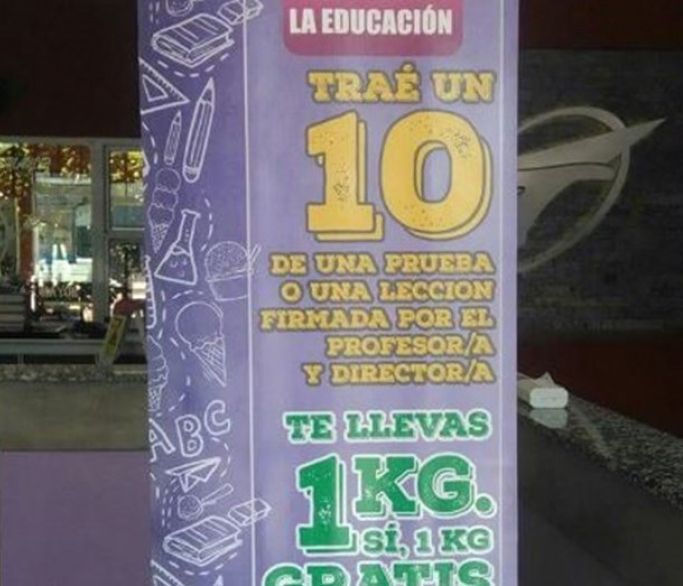 LA EDUCACIÓN
TRAÉ UN
10
DE UNA PRUEBA
O UNA LECCION
FIRMADA POR EL
PROFESOR/A
Y DIRECTOR/A
TE LLEVAS
1KG.
SÍ, 1 KG
GRATIS
ABC